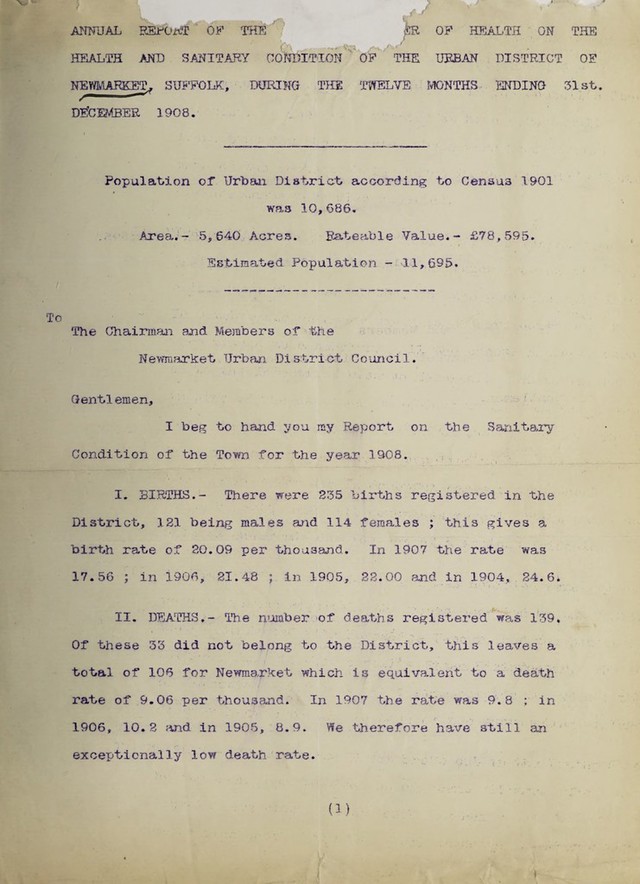 ANNUAL REPORT OF THE ER OF HEALTH ON THE
HEALTH AND SANITARY CONDITION OF THE URBAN DISTRICT OF
NEWMARKET, SUFFOLK, DURING THE TWELVE MONTHS ENDING 31st.
DECEMBER 1908.
Population of Urban District according to Census 1901
was 10,686.
Area.- 5,640 Acres. Rateable Value.- £78,595.
Estimated Population - 11,695.
To
The Chairman and Members of the
Newmarket Urban District Council.
Gentlemen,
I beg to hand you my Report on the Sanitary
Condition of the Town for the year 1908.
I. BIRTHS.- There were 235 births registered in the
District, 121 being males and 114 females ; this gives a
birth rate of 20.09 per thousand. In 1907 the rate was
17.56 ; in 1906, 21.48 ; in 1905, 22.00 and in 1904, 24.6.
II. DEATHS.- The number of deaths registered was 139.
Of these 33 did not belong to the District, this leaves a
total of 106 for Newmarket which is equivalent to a death
rate of 9.06 per thousand. In 1907 the rate was 9.8 ; in
1906, 10.2 and in 1905, 8.9. We therefore have still an
exceptionally low death rate.
(1)